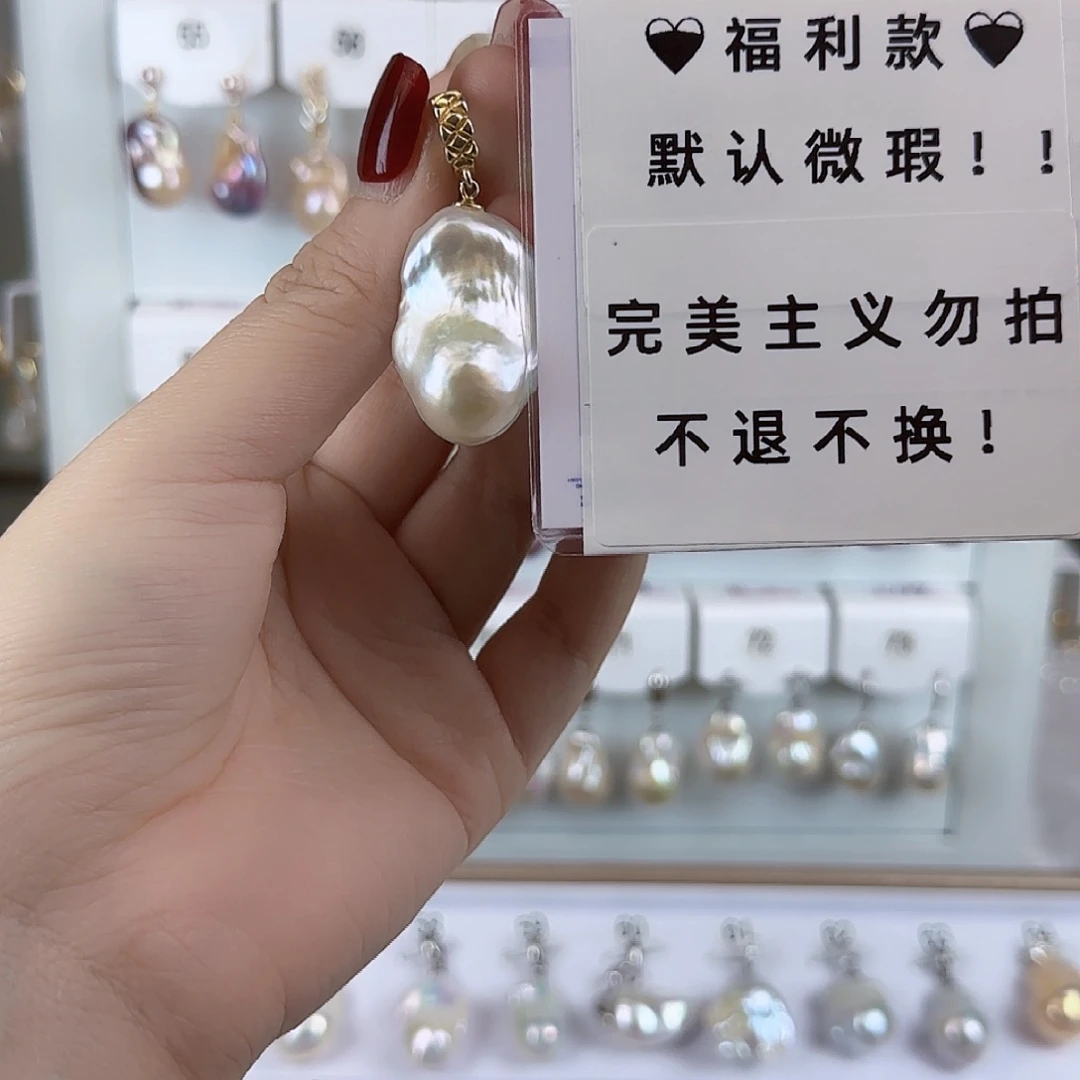 福利款
默认微瑕！！
完美主义勿拍
不退不换！